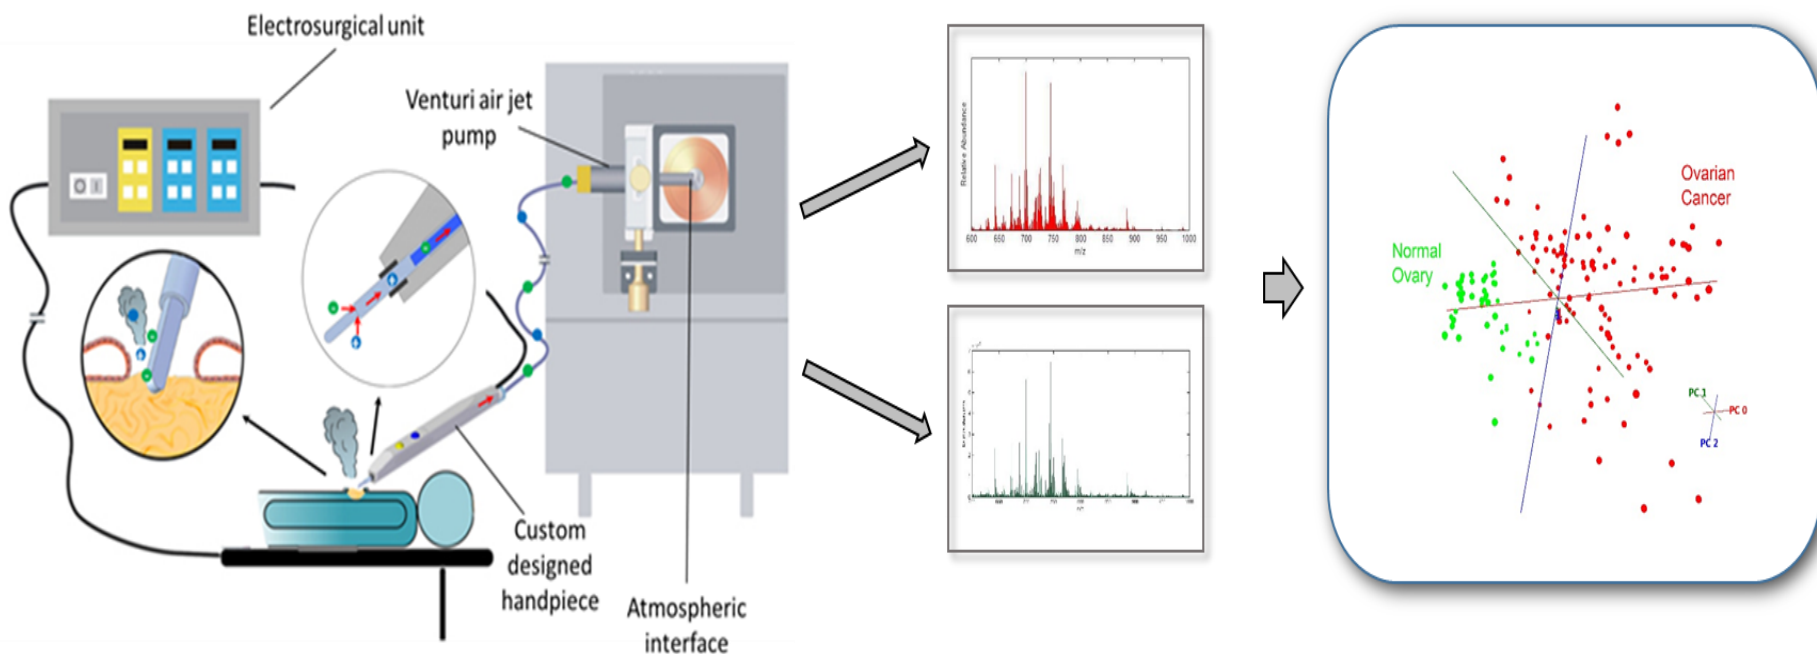 Electrosurgical unit
Venturi air jet
pump
Custom
designed
handpiece
Atmospheric
interface
Relative Abundance
600 650 700 750 800 850 900 950 1000
m/z
Ovarian
Cancer
Normal
Ovary
PC 1
PC 0
PC 2